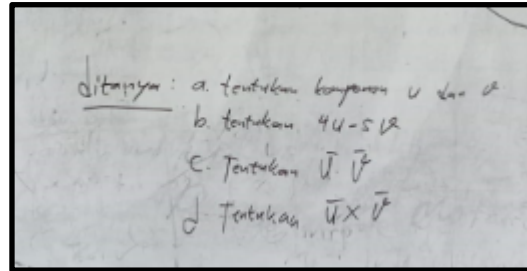 ditanya : a. tentukan komponen u dan v
b. tentukan 4u - 5v
c. Tentukan ū. v̄
d. Tentukan ū × v̄